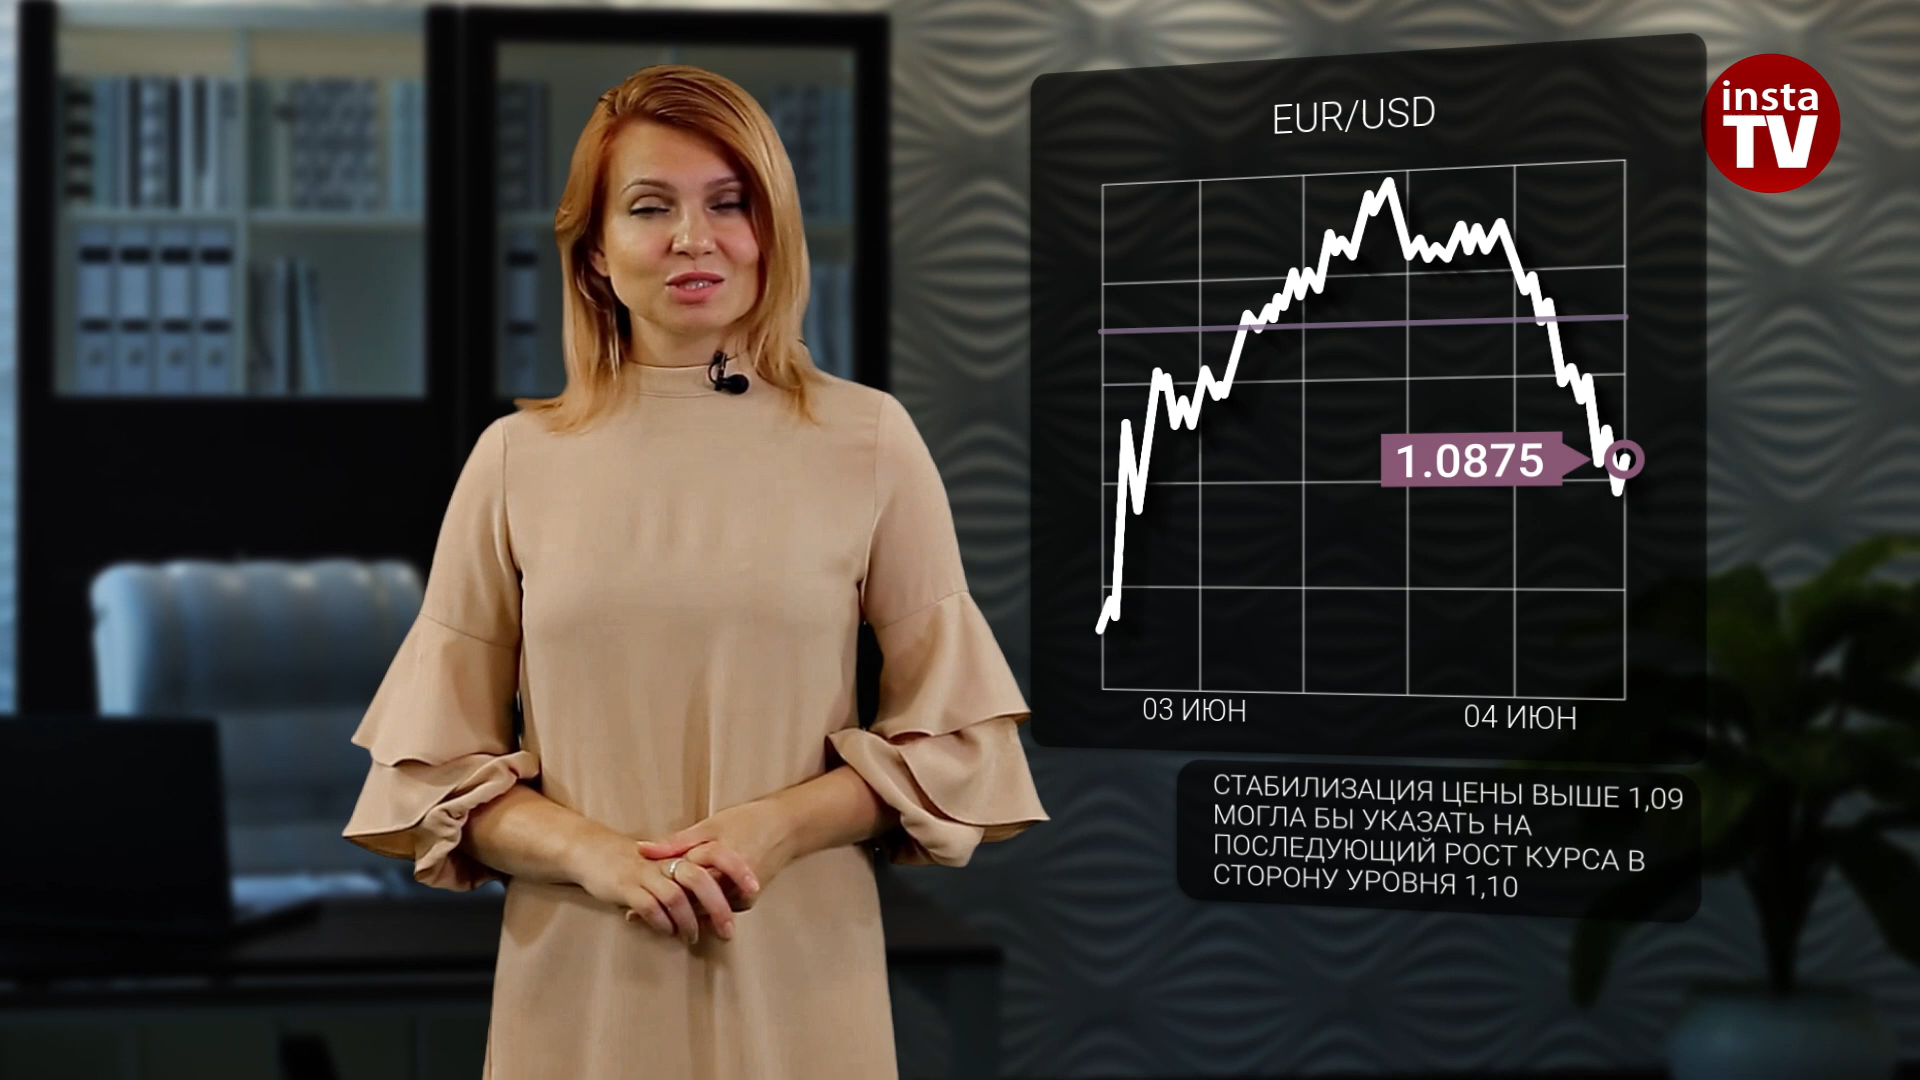 EUR/USD
insta
TV
1.0875
03 ИЮН
04 ИЮН
СТАБИЛИЗАЦИЯ ЦЕНЫ ВЫШЕ 1,09
МОГЛА БЫ УКАЗАТЬ НА
ПОСЛЕДУЮЩИЙ РОСТ КУРСА В
СТОРОНУ УРОВНЯ 1,10